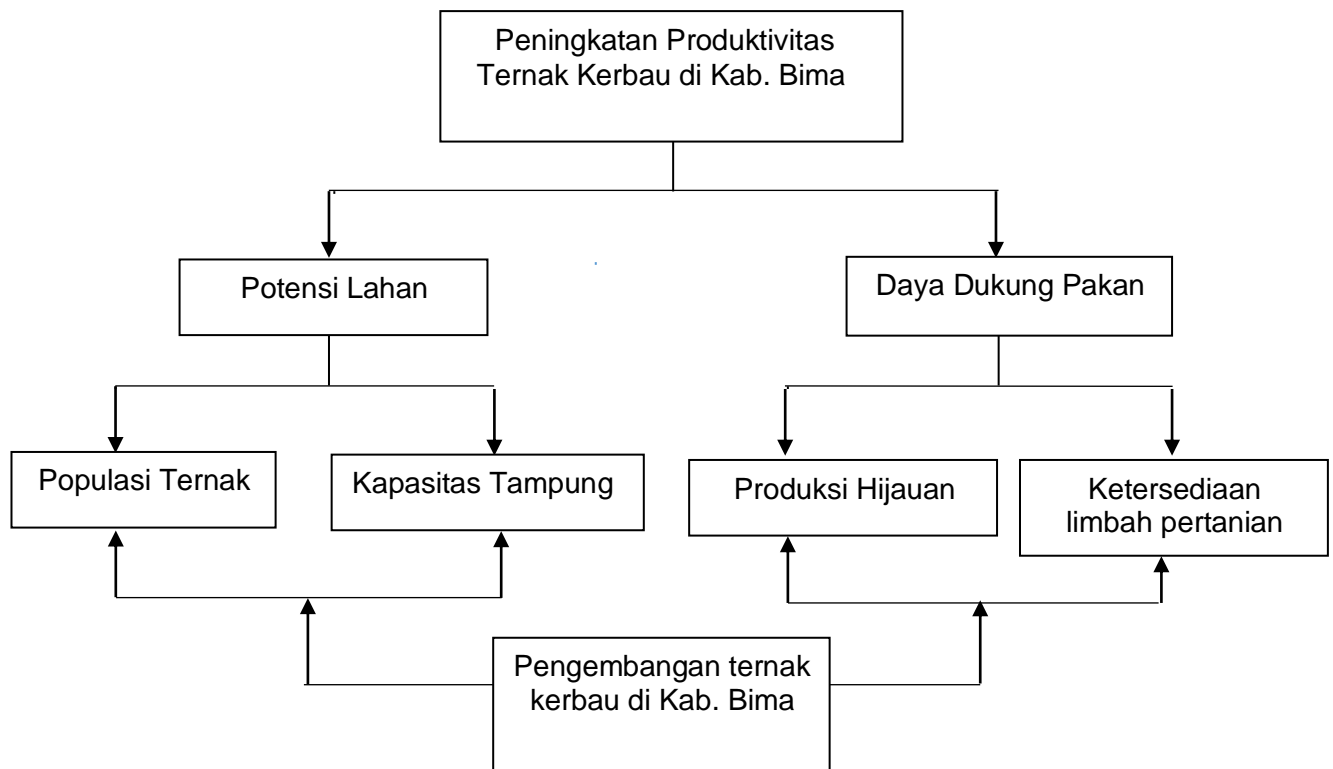 Peningkatan Produktivitas
Ternak Kerbau di Kab. Bima
Potensi Lahan
Daya Dukung Pakan
Populasi Ternak
Kapasitas Tampung
Produksi Hijauan
Ketersediaan
limbah pertanian
Pengembangan ternak
kerbau di Kab. Bima